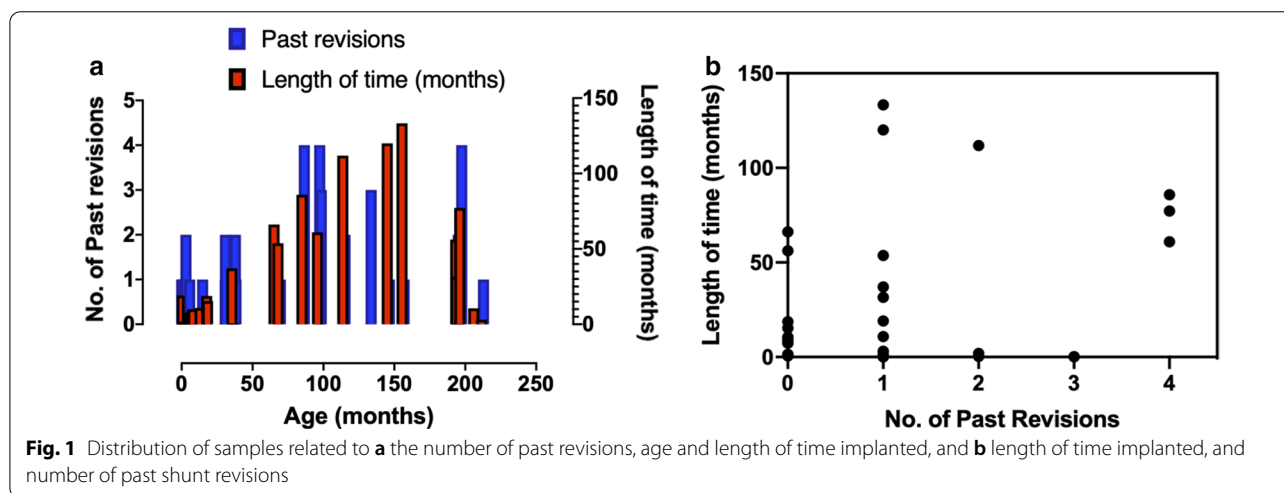 Past revisions
Length of time (months)
a
No. of Past revisions
5
4
3
2
1
0
150
100
50
0
Length of time (months)
0 50 100 150 200 250
Age (months)
b
Length of time (months)
150
100
50
0
0 1 2 3 4
No. of Past Revisions
Fig. 1 Distribution of samples related to a the number of past revisions, age and length of time implanted, and b length of time implanted, and
number of past shunt revisions